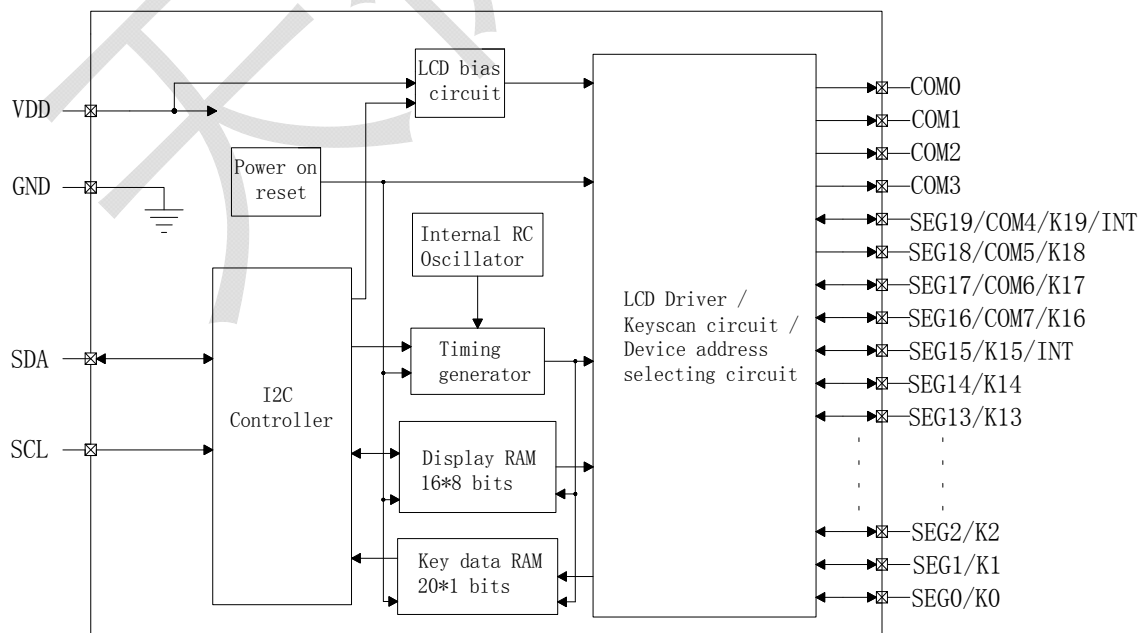 LCD bias
circuit
VDD
GND
Power on
reset
Internal RC
Oscillator
SDA
SCL
I2C
Controller
Timing
generator
Display RAM
16*8 bits
Key data RAM
20*1 bits
LCD Driver /
Keyscan circuit /
Device address
selecting circuit
COM0
COM1
COM2
COM3
SEG19/COM4/K19/INT
SEG18/COM5/K18
SEG17/COM6/K17
SEG16/COM7/K16
SEG15/K15/INT
SEG14/K14
SEG13/K13
SEG2/K2
SEG1/K1
SEG0/K0